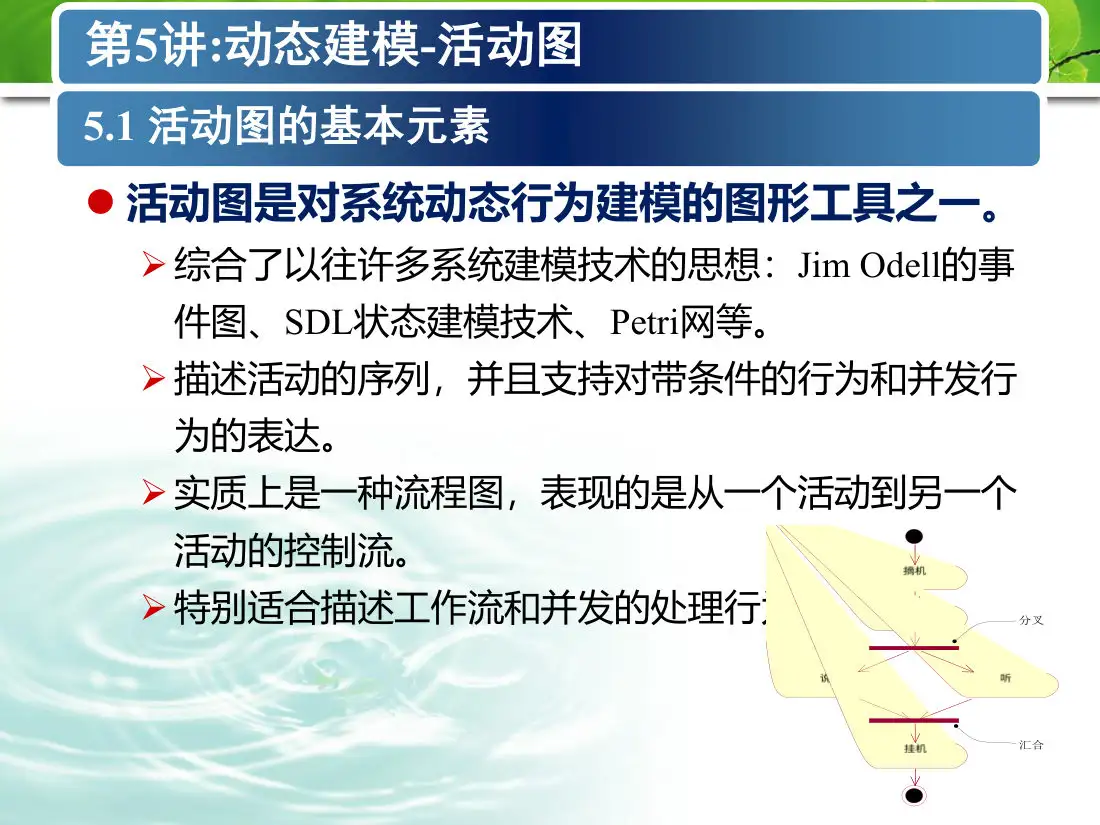 第5讲:动态建模-活动图
5.1 活动图的基本元素
活动图是对系统动态行为建模的图形工具之一。
综合了以往许多系统建模技术的思想：Jim Odell的事
件图、SDL状态建模技术、Petri网等。
描述活动的序列，并且支持对带条件的行为和并发行
为的表达。
实质上是一种流程图，表现的是从一个活动到另一个
活动的控制流。
特别适合描述工作流和并发的处理行
摘机
分叉
听
汇合
挂机